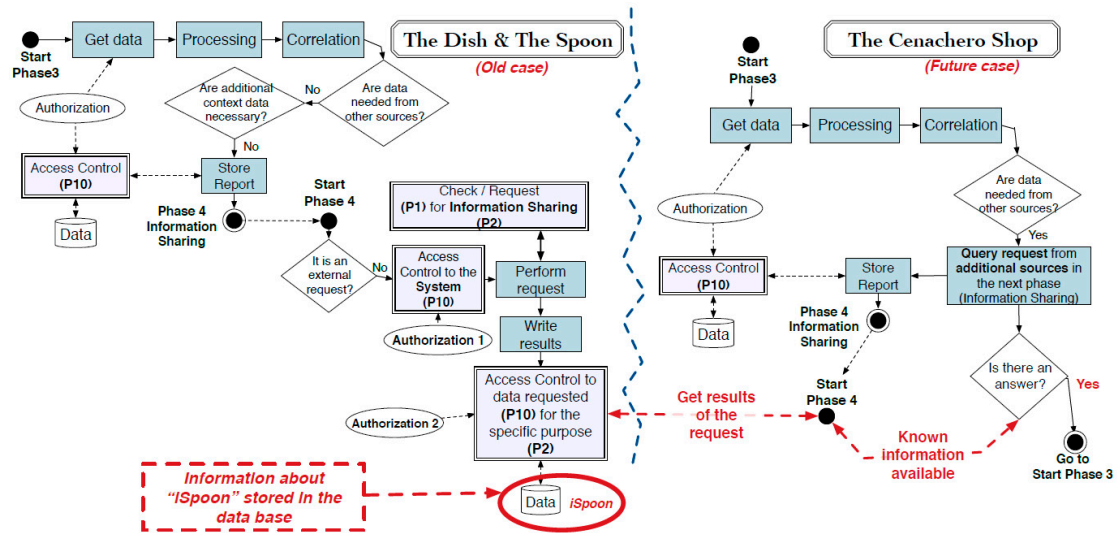 The Dish & The Spoon
(Old case)
Start
Phase3
Get data
Processing
Correlation
Are data
needed from
other sources?
No
Are additional
context data
necessary?
No
Authorization
Access Control
(P10)
Data
Store
Report
Phase 4
Information
Sharing
Start
Phase 4
It is an
external
request?
No
Access
Control to the
System
(P10)
Authorization 1
Check / Request
(P1) for Information Sharing
(P2)
Perform
request
Write
results
Access Control to
data requested
(P10) for the
specific purpose
(P2)
Authorization 2
Data
iSpoon
Information about
“iSpoon” stored in the
data base
Get results
of the
request
The Cenachero Shop
(Future case)
Start
Phase3
Get data
Processing
Correlation
Are data
needed from
other sources?
Yes
Query request from
additional sources in
the next phase
(Information Sharing)
Authorization
Access Control
(P10)
Data
Store
Report
Phase 4
Information
Sharing
Start
Phase 4
Is there an
answer?
Yes
Go to
Start Phase 3
Known
information
available